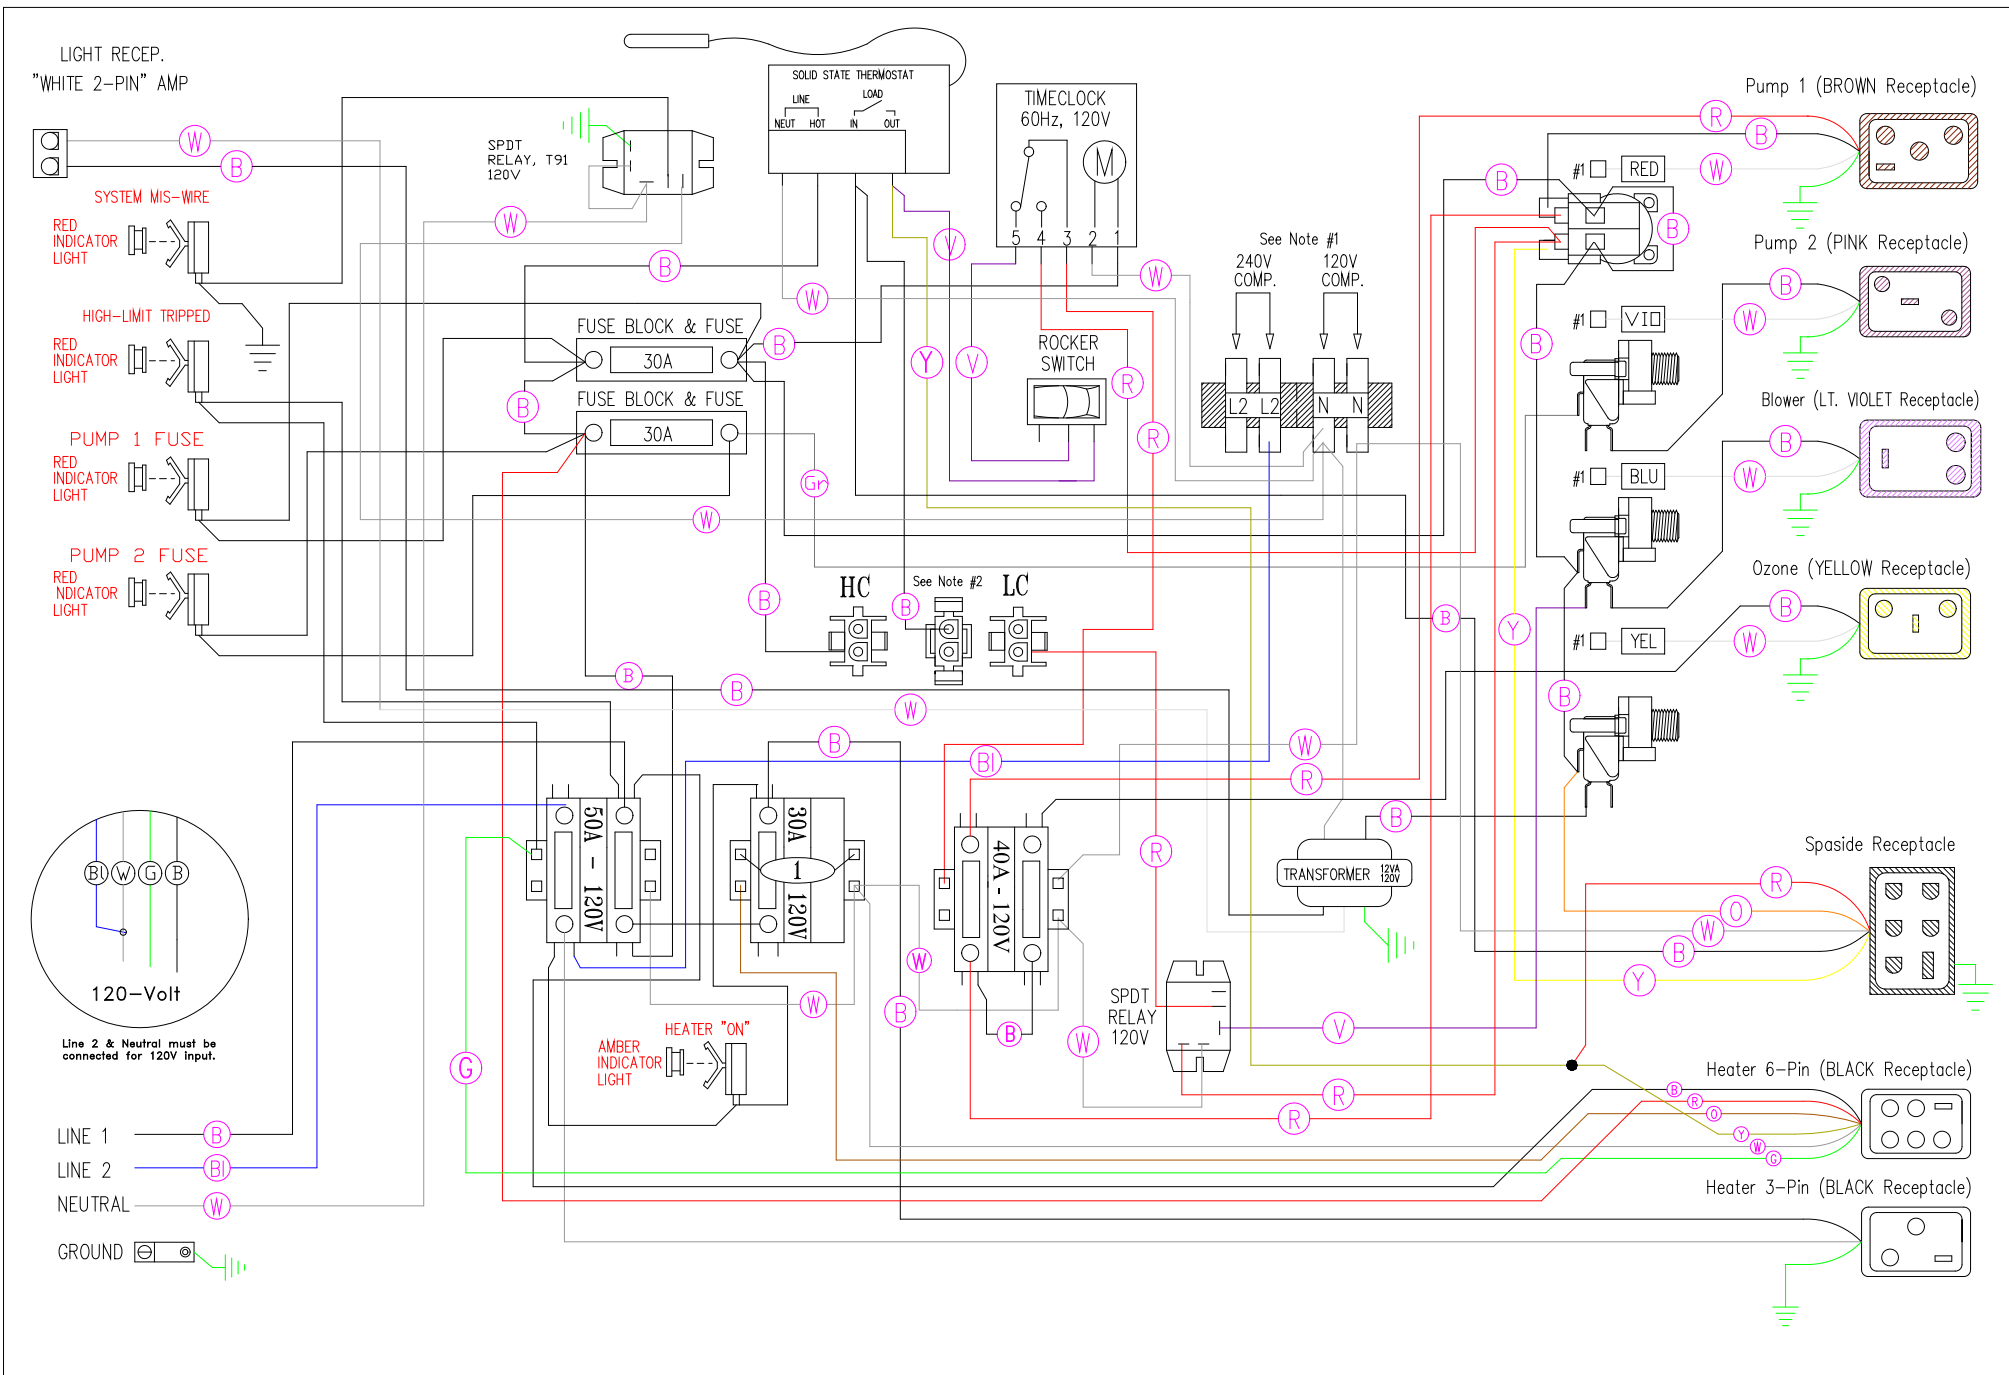 LIGHT RECEP.
"WHITE 2-PIN" AMP
W
B
SYSTEM MIS-WIRE
RED
INDICATOR
LIGHT
HIGH-LIMIT TRIPPED
RED
INDICATOR
LIGHT
PUMP 1 FUSE
RED
INDICATOR
LIGHT
PUMP 2 FUSE
RED
NDICATOR
LIGHT
SPDT
RELAY, T91
120V
W
B
SOLID STATE THERMOSTAT
LINE
LOAD
NEUT HOT IN OUT
V
W
TIMECLOCK
60Hz, 120V
M
5 4 3 2 1
W
FUSE BLOCK & FUSE
30A
B
B
FUSE BLOCK & FUSE
30A
Gr
W
Y
V
ROCKER
SWITCH
R
R
See Note #1
240V
COMP.
120V
COMP.
L2 L2 N N
HC
See Note #2
LC
B
B
B
B
W
Pump 1 (BROWN Receptacle)
R
B
#1 RED W
B
B
Pump 2 (PINK Receptacle)
B
#1 VIO W
B
Blower (LT. VIOLET Receptacle)
B
#1 BLU W
Ozone (YELLOW Receptacle)
B
#1 YEL W
B
Y
B
B
W
Bl
R
50A - 120V
30A 120V
1
40A-120V
R
B
TRANSFORMER 12VA
120V
Spaside Receptacle
R
O
W
B
Y
Bl W G B
120-Volt
Line 2 & Neutral must be
connected for 120V input.
G
HEATER "ON"
AMBER
INDICATOR
LIGHT
W
W
B
B
W
SPDT
RELAY
120V
V
R
R
Heater 6-Pin (BLACK Receptacle)
B
R
O
Y
W
G
Heater 3-Pin (BLACK Receptacle)
LINE 1 B
LINE 2 Bl
NEUTRAL W
GROUND